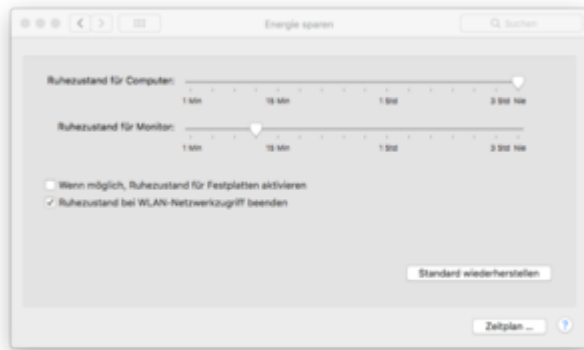 Energie sparen
Suchen
Ruhezustand für Computer:
1 Min 15 Min 1 Std 3 Std Nie
Ruhezustand für Monitor:
1 Min 15 Min 1 Std 3 Std Nie
Wenn möglich, Ruhezustand für Festplatten aktivieren
Ruhezustand bei WLAN-Netzwerkzugriff beenden
Standard wiederherstellen
Zeitplan ...
?